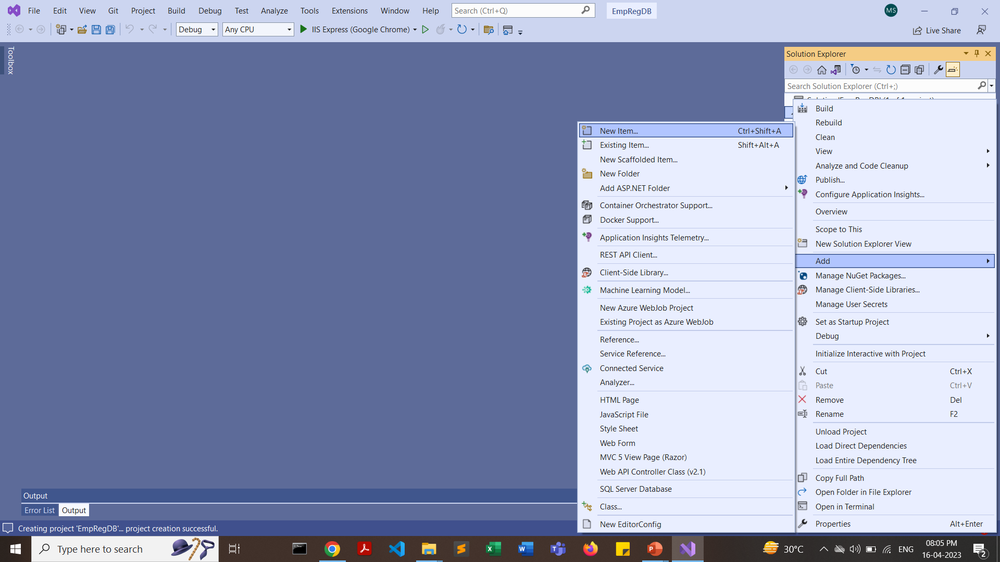 File Edit View Git Project Build Debug Test Analyze Tools Extensions Window Help Search (Ctrl+Q) EmpRegDB MS
Debug Any CPU IIS Express (Google Chrome) Live Share
Toolbox
Solution Explorer
Search Solution Explorer (Ctrl+;)
Build
Rebuild
Clean
View
Analyze and Code Cleanup
Publish...
Configure Application Insights...
Overview
Scope to This
New Solution Explorer View
Add
Manage NuGet Packages...
Manage Client-Side Libraries...
Manage User Secrets
Set as Startup Project
Debug
Initialize Interactive with Project
Cut Ctrl+X
Paste Ctrl+V
Remove Del
Rename F2
Unload Project
Load Direct Dependencies
Load Entire Dependency Tree
Copy Full Path
Open Folder in File Explorer
Open in Terminal
Properties Alt+Enter
New Item... Ctrl+Shift+A
Existing Item... Shift+Alt+A
New Scaffolded Item...
New Folder
Add ASP.NET Folder
Container Orchestrator Support...
Docker Support...
Application Insights Telemetry...
REST API Client...
Client-Side Library...
Machine Learning Model...
New Azure WebJob Project
Existing Project as Azure WebJob
Reference...
Service Reference...
Connected Service
Analyzer...
HTML Page
JavaScript File
Style Sheet
Web Form
MVC 5 View Page (Razor)
Web API Controller Class (v2.1)
SQL Server Database
Class...
New EditorConfig
Output
Error List Output
Creating project 'EmpRegDB'... project creation successful.
Type here to search
30°C ENG 08:05 PM
16-04-2023
2